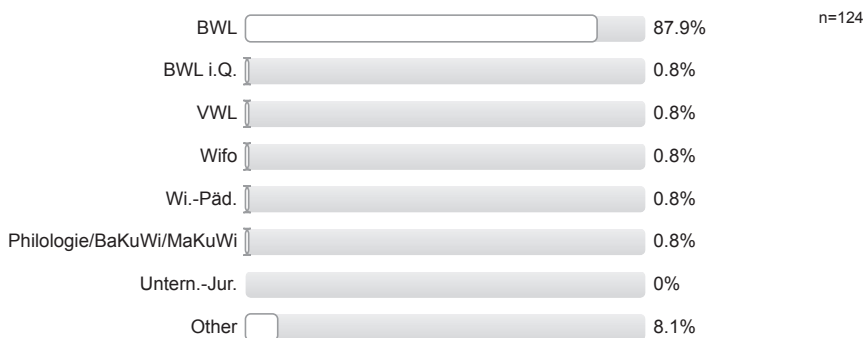 BWL 87.9% n=124
BWL i.Q. 0.8%
VWL 0.8%
Wifo 0.8%
Wi.-Päd. 0.8%
Philologie/BaKuWi/MaKuWi 0.8%
Untern.-Jur. 0%
Other 8.1%